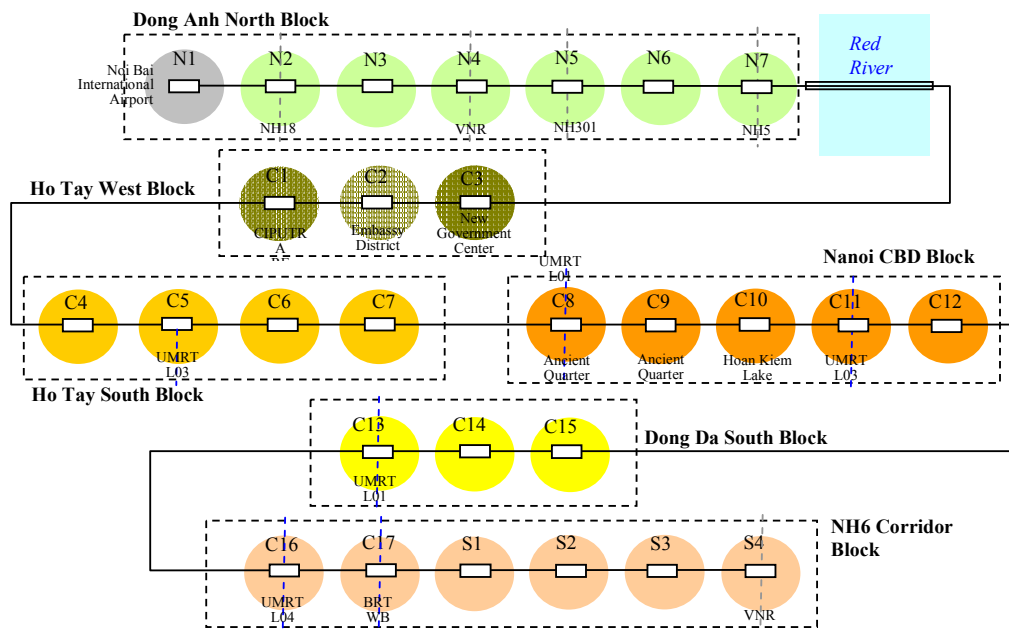 Dong Anh North Block
N1 N2 N3 N4 N5 N6 N7
Red
River
Noi Bai
International
Airport
NH18 VNR NH301 NH5
Ho Tay West Block
C1 C2 C3
CIPUTR
A
Embassy
District
New
Government
Center
Nanoi CBD Block
UMRT
L01
C4 C5 C6 C7
C8 C9 C10 C11 C12
UMRT
L03
Ancient
Quarter
Ancient
Quarter
Hoan Kiem
Lake
UMRT
L03
Ho Tay South Block
C13 C14 C15
Dong Da South Block
UMRT
L01
NH6 Corridor
Block
C16 C17 S1 S2 S3 S4
UMRT
L04
BRT
WB
VNR